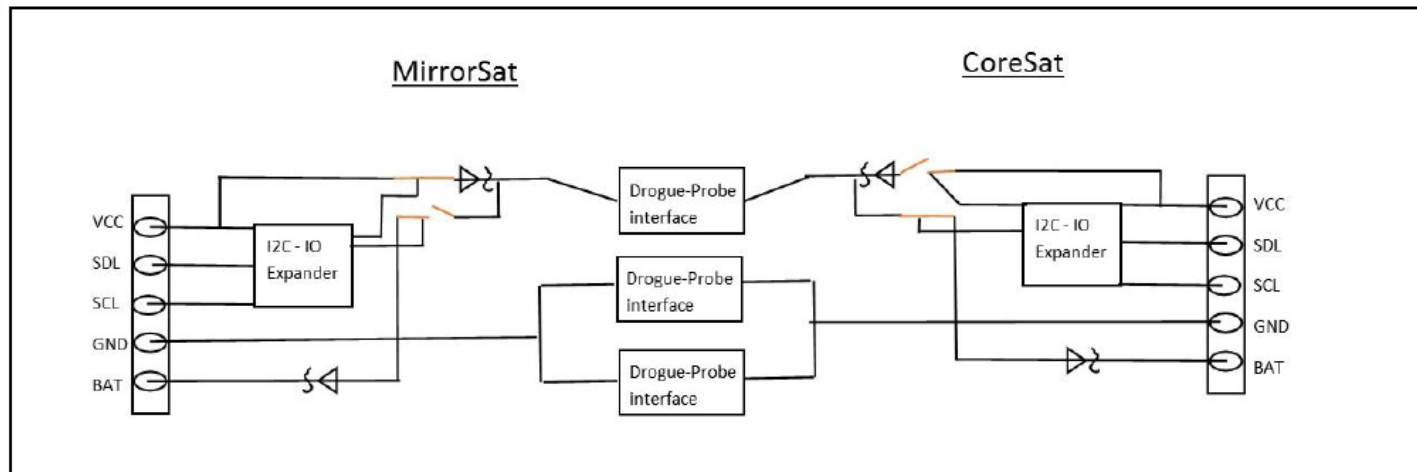 MirrorSat
CoreSat
VCC
SDL
SCL
GND
BAT
I2C - IO
Expander
Drogue-Probe
interface
Drogue-Probe
interface
Drogue-Probe
interface
I2C - IO
Expander
VCC
SDL
SCL
GND
BAT